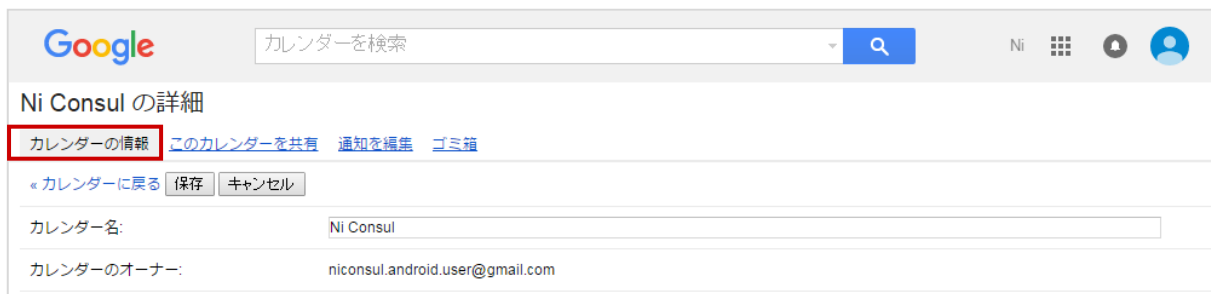 Google カレンダーを検索 Ni
Ni Consul の詳細
カレンダーの情報 このカレンダーを共有 通知を編集 ゴミ箱
«カレンダーに戻る 保存 キャンセル
カレンダー名: Ni Consul
カレンダーのオーナー: niconsul.android.user@gmail.com